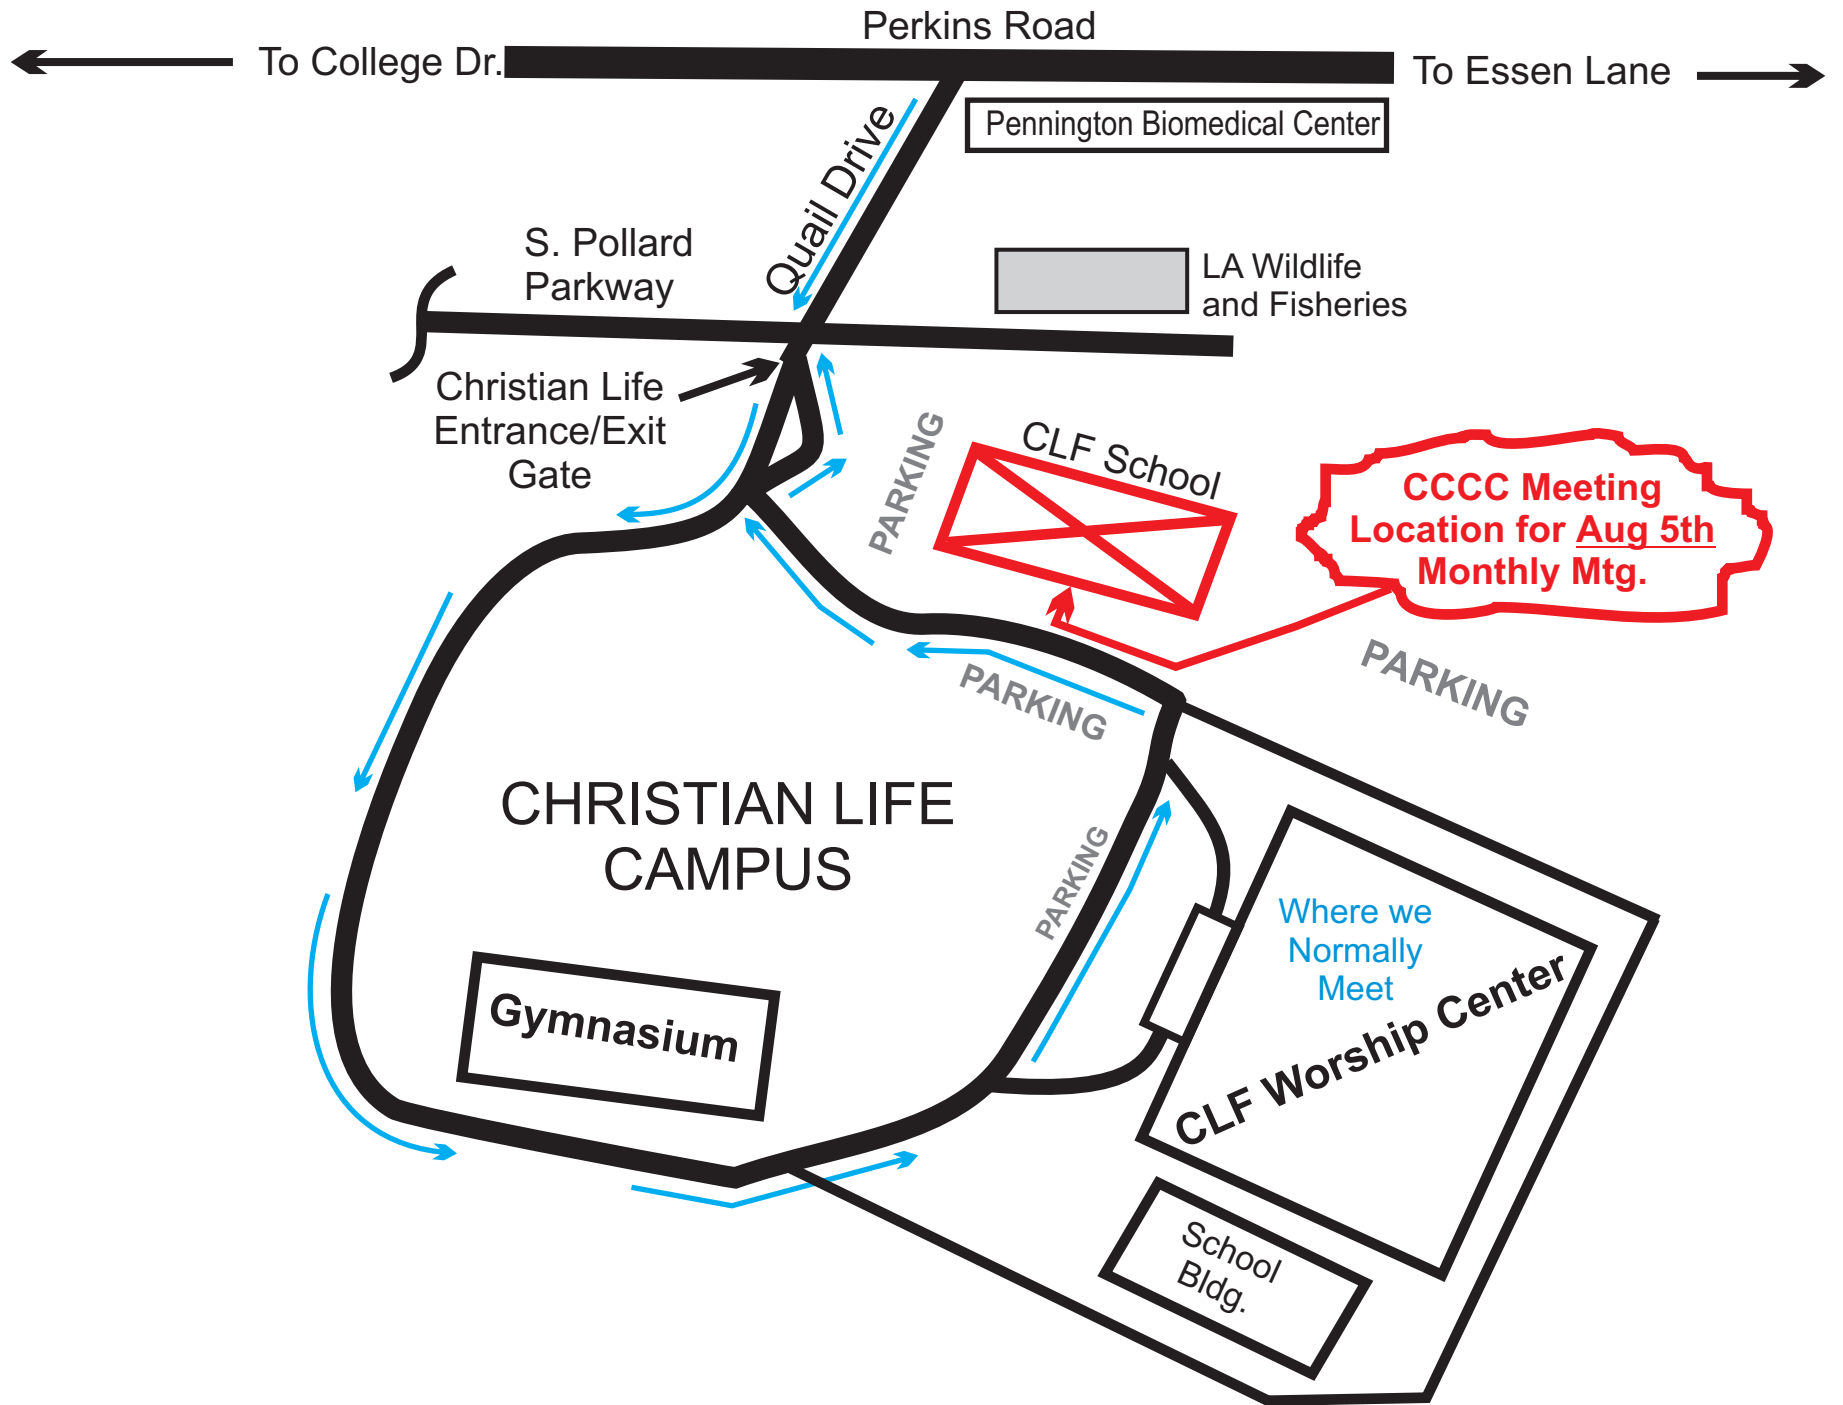 Perkins Road
To College Dr.
To Essen Lane
Pennington Biomedical Center
Quail Drive
S. Pollard
Parkway
LA Wildlife
and Fisheries
Christian Life
Entrance/Exit
Gate
PARKING
CLF School
CCCC Meeting
Location for Aug 5th
Monthly Mtg.
PARKING
PARKING
CHRISTIAN LIFE
CAMPUS
PARKING
Where we
Normally
Meet
CLF Worship Center
Gymnasium
School
Bldg.